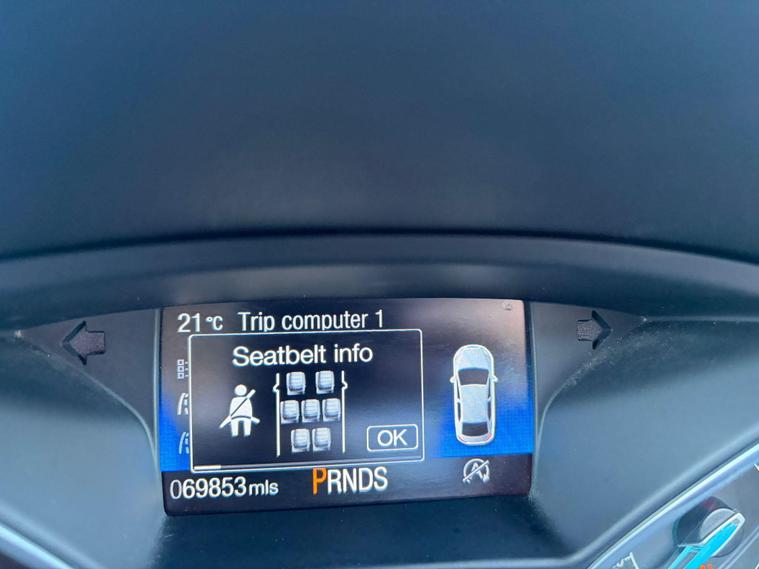 21°C Trip computer 1
Seatbelt info
OK
069853mls PRNDS